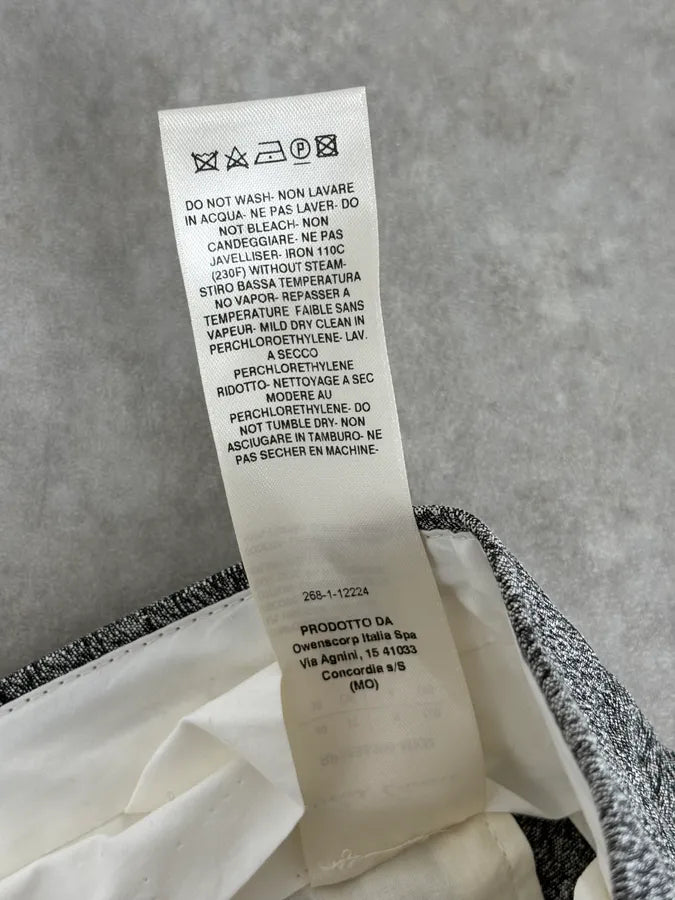 P
DO NOT WASH- NON LAVARE
IN ACQUA- NE PAS LAVER- DO
NOT BLEACH- NON
CANDEGGIARE- NE PAS
JAVELLISER- IRON 110C
(230F) WITHOUT STEAM-
STIRO BASSA TEMPERATURA
NO VAPOR- REPASSER A
TEMPERATURE FAIBLE SANS
VAPEUR- MILD DRY CLEAN IN
PERCHLOROETHYLENE- LAV.
A SECCO
PERCHLORETHYLENE
RIDOTTO- NETTOYAGE A SEC
MODERE AU
PERCHLORETHYLENE- DO
NOT TUMBLE DRY- NON
ASCIUGARE IN TAMBURO- NE
PAS SECHER EN MACHINE-
268-1-12224
PRODOTTO DA
Owenscorp Italia Spa
Via Agnini, 15 41033
Concordia s/S
(MO)